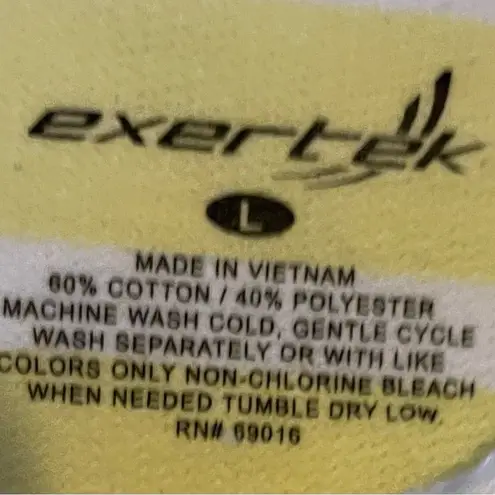 exertek
L
MADE IN VIETNAM
60% COTTON / 40% POLYESTER
MACHINE WASH COLD, GENTLE CYCLE
WASH SEPARATELY OR WITH LIKE
COLORS ONLY NON-CHLORINE BLEACH
WHEN NEEDED TUMBLE DRY LOW.
RN# 69016